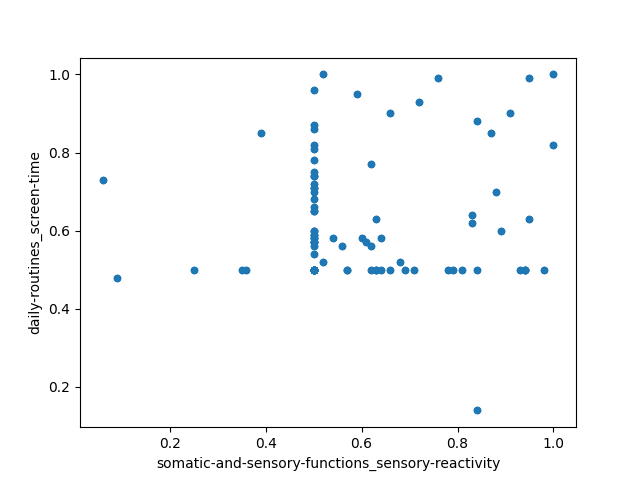 1.0
0.8
0.6
0.4
0.2
daily-routines_screen-time
0.2 0.4 0.6 0.8 1.0
somatic-and-sensory-functions_sensory-reactivity